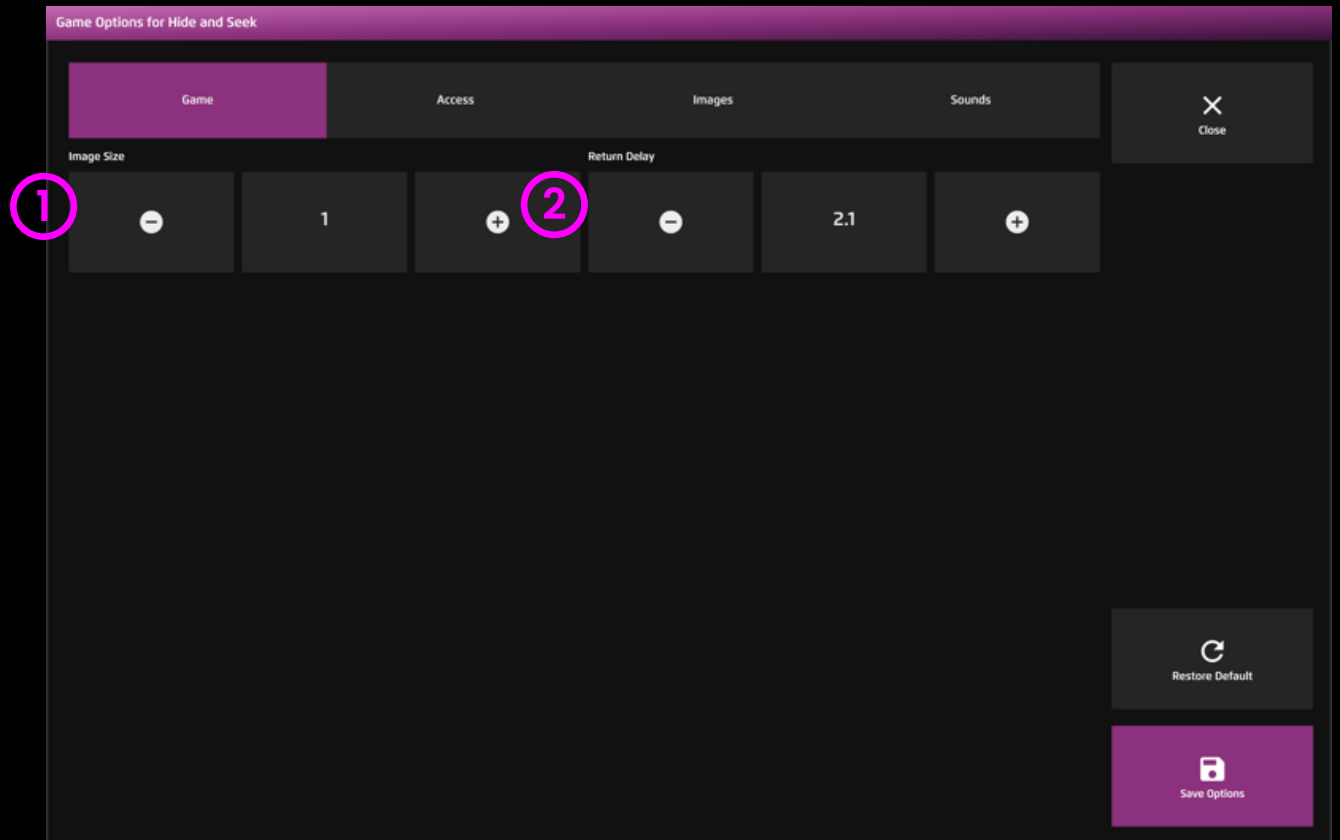 Game Options for Hide and Seek
Game Access Images Sounds
Close
Image Size Return Delay
1 1 2 2.1
Restore Default
Save Options